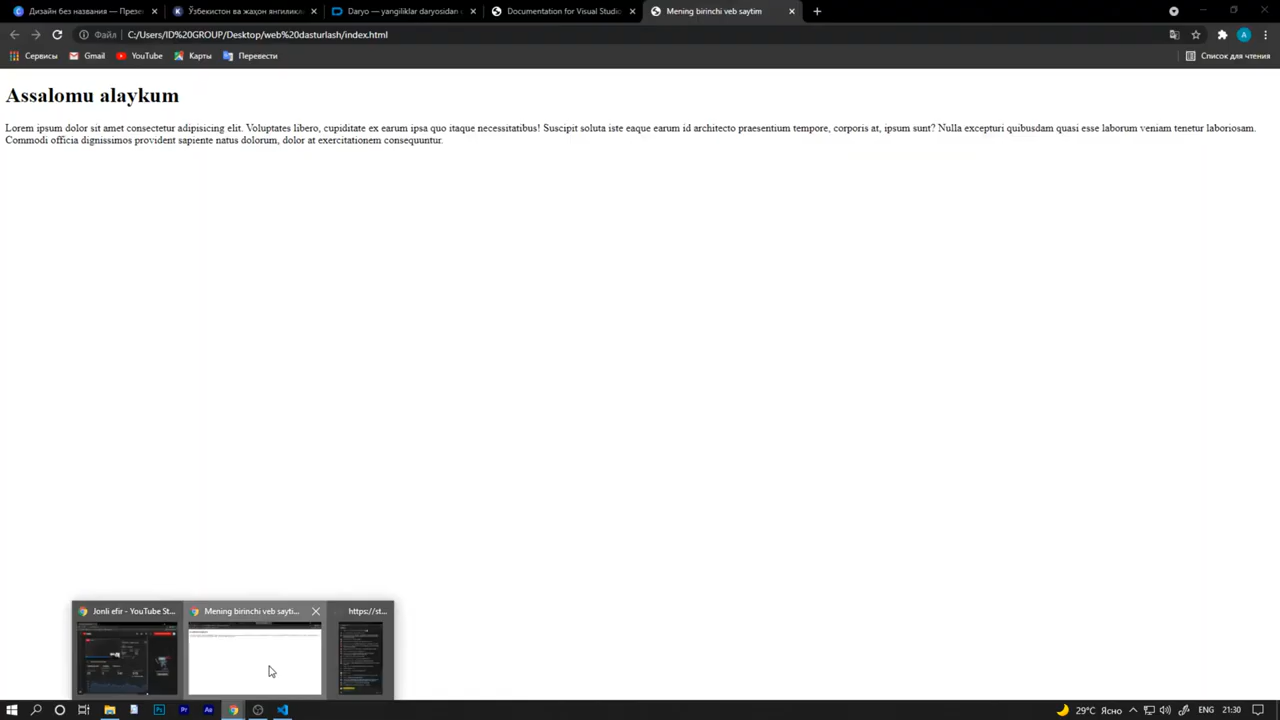 Дизайн без названия — Презе
Ўзбекистон ва жаҳон янгиликл
Daryo — yangiliklar daryosidan
Documentation for Visual Studio
Mening birinchi veb saytim
Файл
C:/Users/ID%20GROUP/Desktop/web%20dasturlash/index.html
Сервисы
Gmail
YouTube
Карты
Перевести
Список для чтения
Assalomu alaykum
Lorem ipsum dolor sit amet consectetur adipisicing elit. Voluptates libero, cupiditate ex earum ipsa quo itaque necessitatibus! Suscipit soluta iste eaque earum id architecto praesentium tempore, corporis at, ipsum sunt? Nulla excepturi quibusdam quasi esse laborum veniam tenetur laboriosam.
Commodi officia dignissimos provident sapiente natus dolorum, dolor at exercitationem consequuntur.
Jonli efir - YouTube St...
Mening birinchi veb sayti...
https://st...
29°C Ясно
ENG
21:30